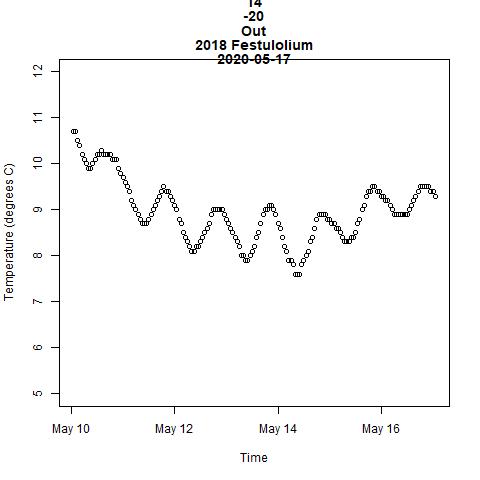 14
-20
Out
2018 Festulolium
2020-05-17
12
11
10
9
8
7
6
5
Temperature (degrees C)
May 10
May 12
May 14
May 16
Time